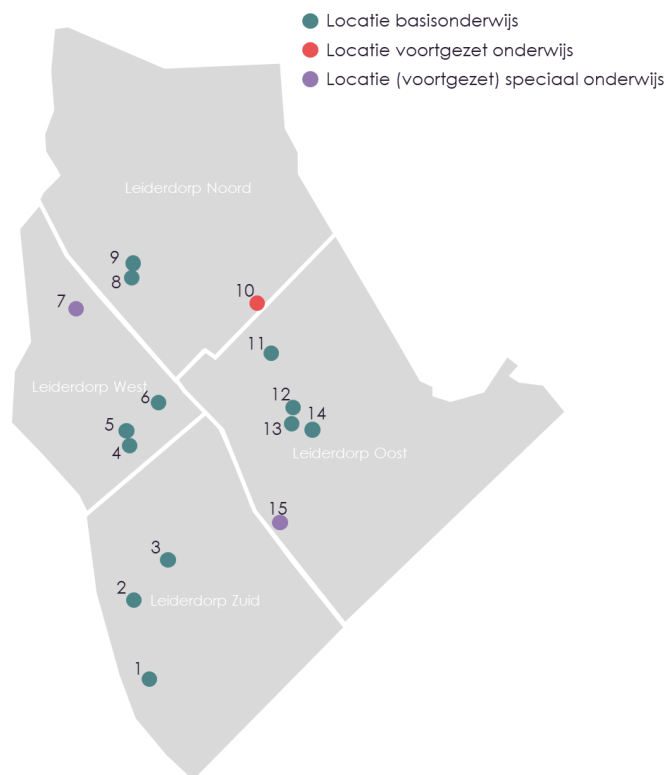 Locatie basisonderwijs
Locatie voortgezet onderwijs
Locatie (voortgezet) speciaal onderwijs
Leiderdorp Noord
9
8
10
7
11
Leiderdorp West
6
12
14
5
13
4
Leiderdorp Oost
15
3
2
Leiderdorp Zuid
1